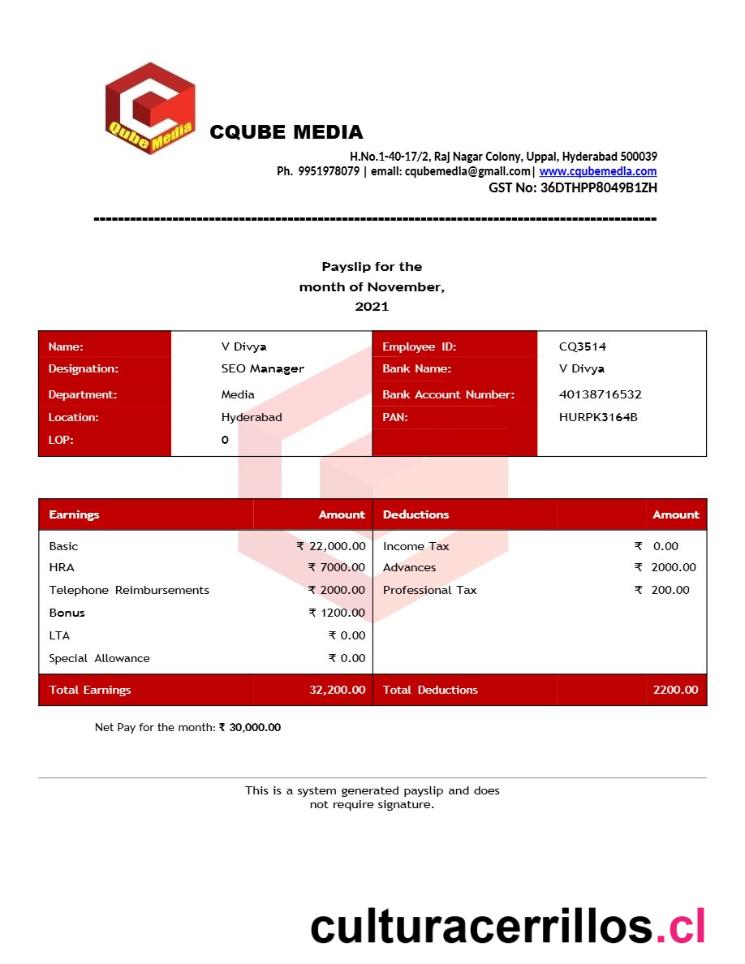 Qube Media
CQUBE MEDIA
H.No.1-40-17/2, Raj Nagar Colony, Uppal, Hyderabad 500039
Ph. 9951978079 | email: cqubemedia@gmail.com| www.cqubemedia.com
GST No: 36DTHPP8049B1ZH
Payslip for the
month of November,
2021
Name: V Divya Employee ID: CQ3514
Designation: SEO Manager Bank Name: V Divya
Department: Media Bank Account Number: 40138716532
Location: Hyderabad PAN: HURPK3164B
LOP: 0
Earnings Amount Deductions Amount
Basic ₹ 22,000.00 Income Tax ₹ 0.00
HRA ₹ 7000.00 Advances ₹ 2000.00
Telephone Reimbursements ₹ 2000.00 Professional Tax ₹ 200.00
Bonus ₹ 1200.00
LTA ₹ 0.00
Special Allowance ₹ 0.00
Total Earnings 32,200.00 Total Deductions 2200.00
Net Pay for the month: ₹ 30,000.00
This is a system generated payslip and does
not require signature.
culturacerrillos.cl